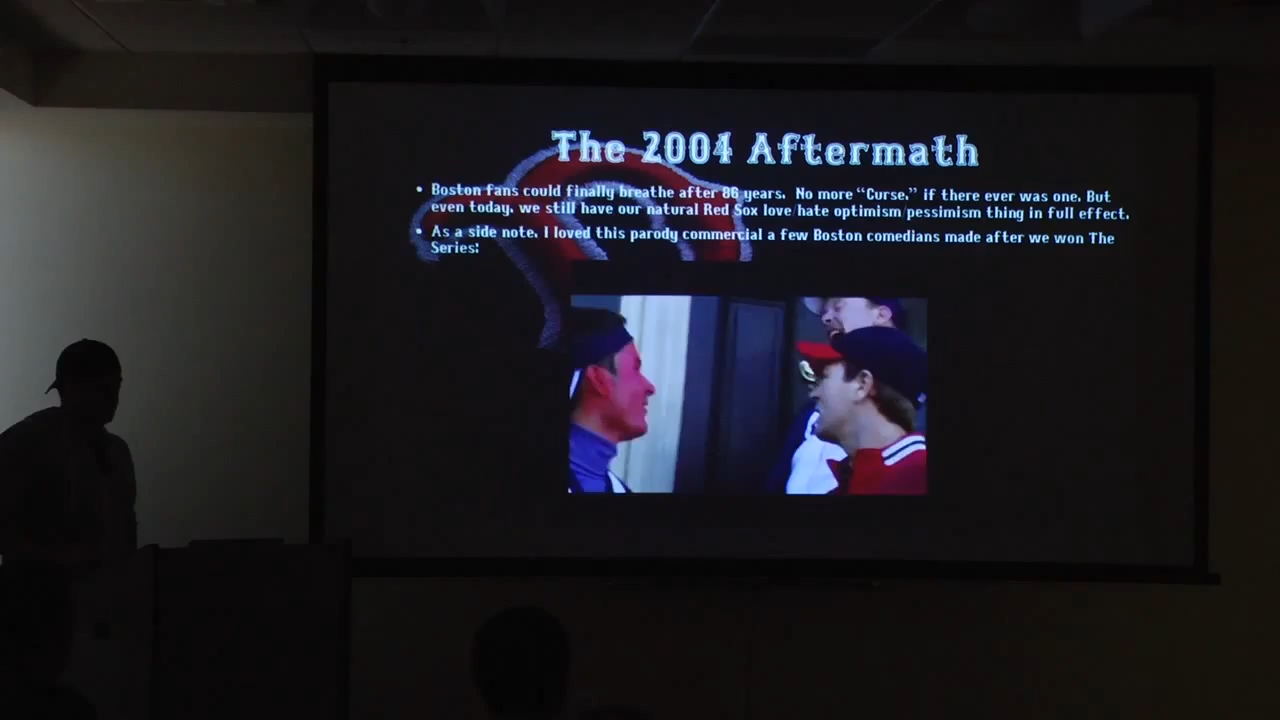 The 2004 Aftermath
• Boston fans could finally breathe after 86 years. No more “Curse,” if there ever was one. But
even today, we still have our natural Red Sox love/hate optimism/pessimism thing in full effect.
• As a side note, I loved this parody commercial a few Boston comedians made after we won The
Series: